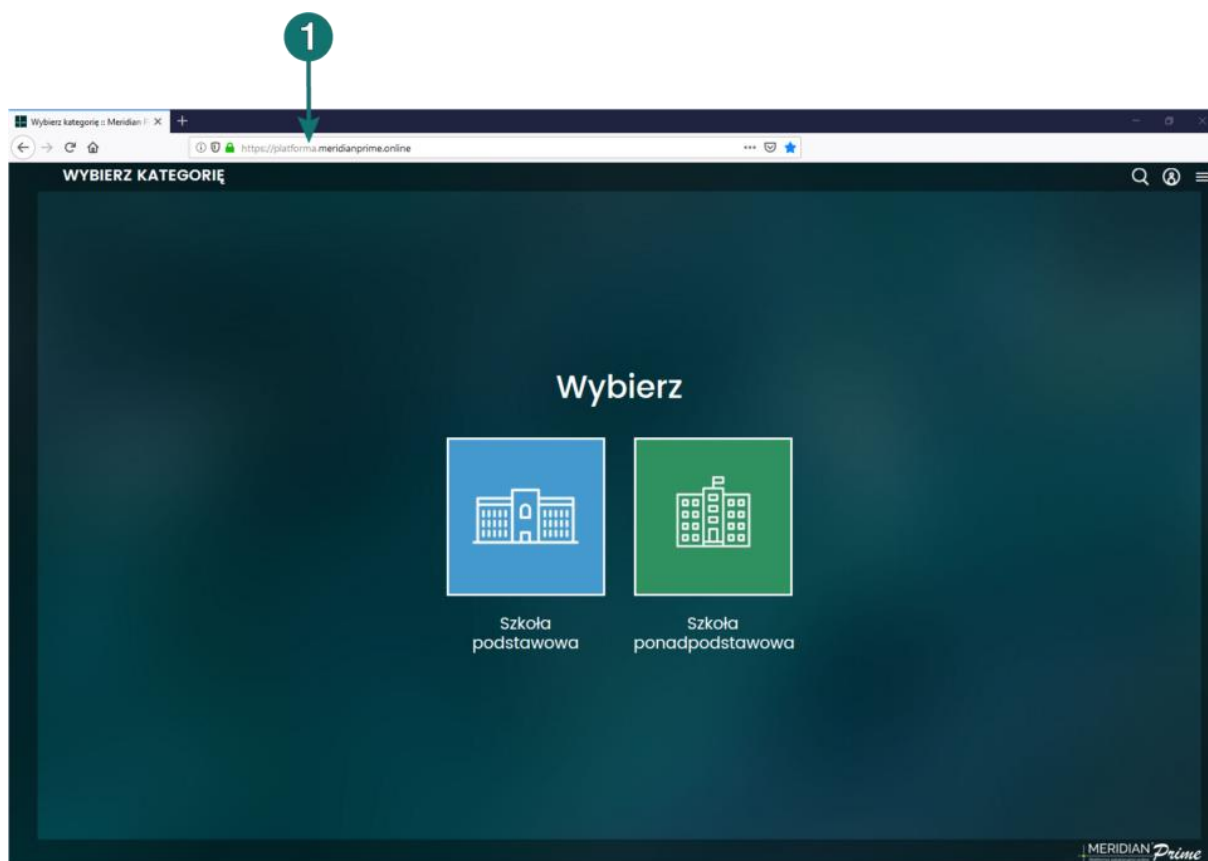 1
Wybierz kategorię :: Meridian P
https://platforma.meridianprime.online
WYBIERZ KATEGORIĘ
Wybierz
Szkoła
podstawowa
Szkoła
ponadpodstawowa
MERIDIAN Prime